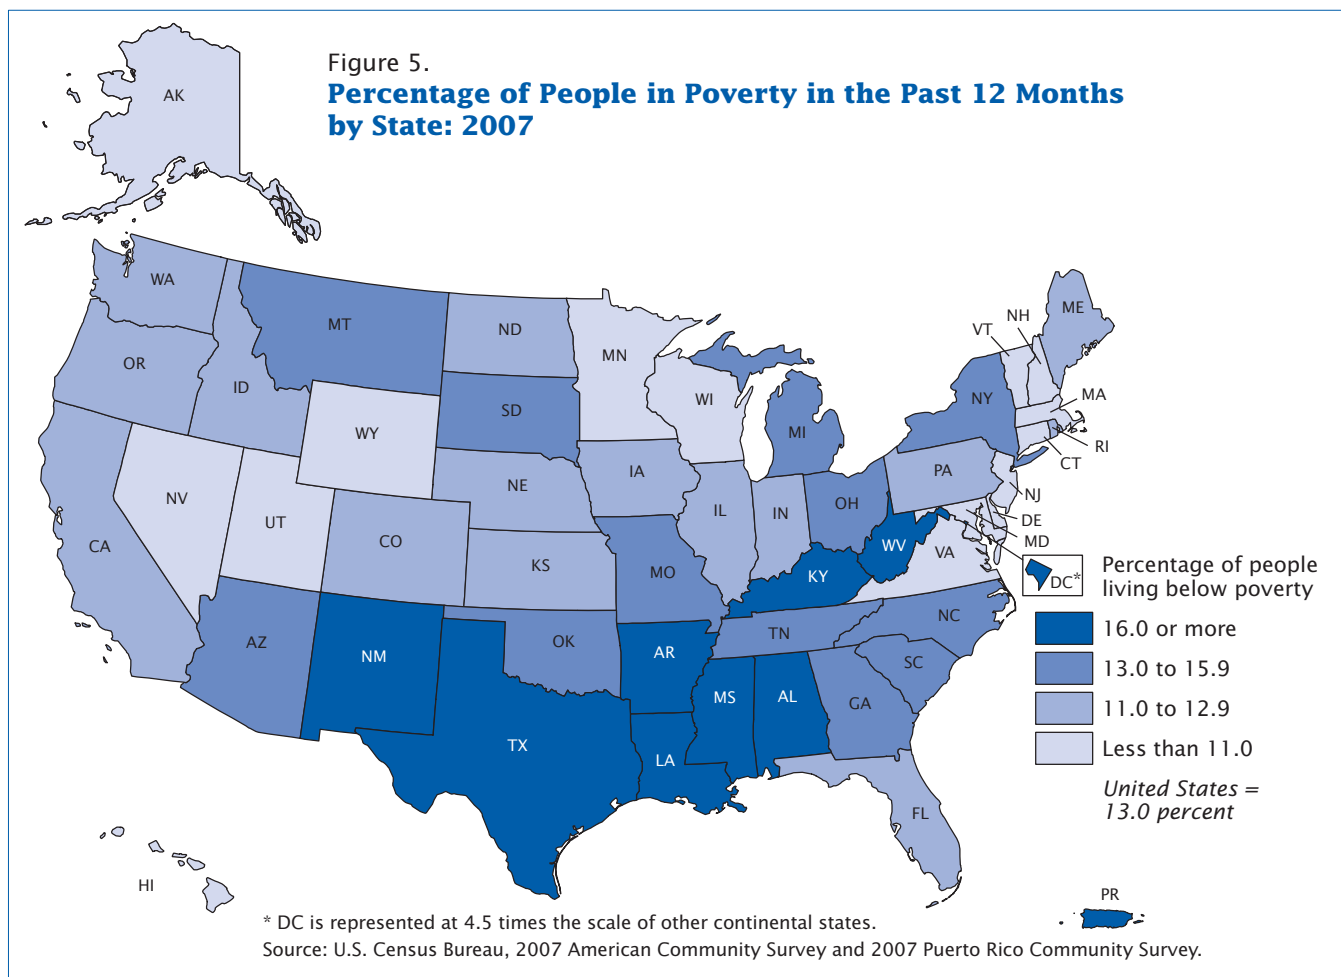 Figure 5.
Percentage of People in Poverty in the Past 12 Months
by State: 2007
AK
WA
MT
ND
MN
ME
NH
VT
OR
ID
SD
WI
MI
NY
MA
RI
CT
WY
NE
IA
PA
NJ
NV
UT
CO
IL
IN
OH
DE
MD
CA
KS
MO
KY
WV
VA
DC*
AZ
NM
OK
AR
TN
NC
SC
TX
LA
MS
AL
GA
FL
HI
PR
Percentage of people
living below poverty
16.0 or more
13.0 to 15.9
11.0 to 12.9
Less than 11.0
United States =
13.0 percent
* DC is represented at 4.5 times the scale of other continental states.
Source: U.S. Census Bureau, 2007 American Community Survey and 2007 Puerto Rico Community Survey.